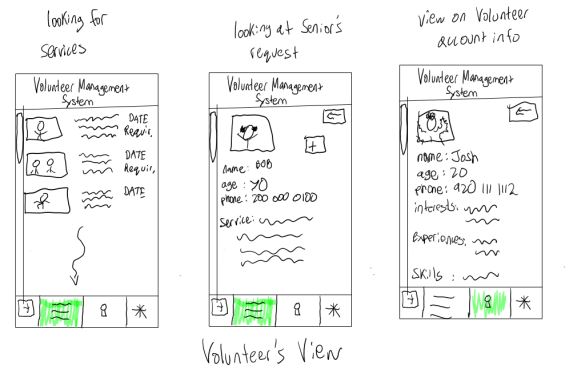 looking for
services
Volunteer Management
System
DATE
Requir.
DATE
Requir.
DATE
looking at Senior's
request
Volunteer Management
System
name: BOB
age: 70
phone: 200 000 0100
Service:
view on Volunteer
account info
Volunteer Management
System
name: Josh
age: 20
phone: 920 111 1112
interests:
Experiences:
Skills:
Volunteer's View